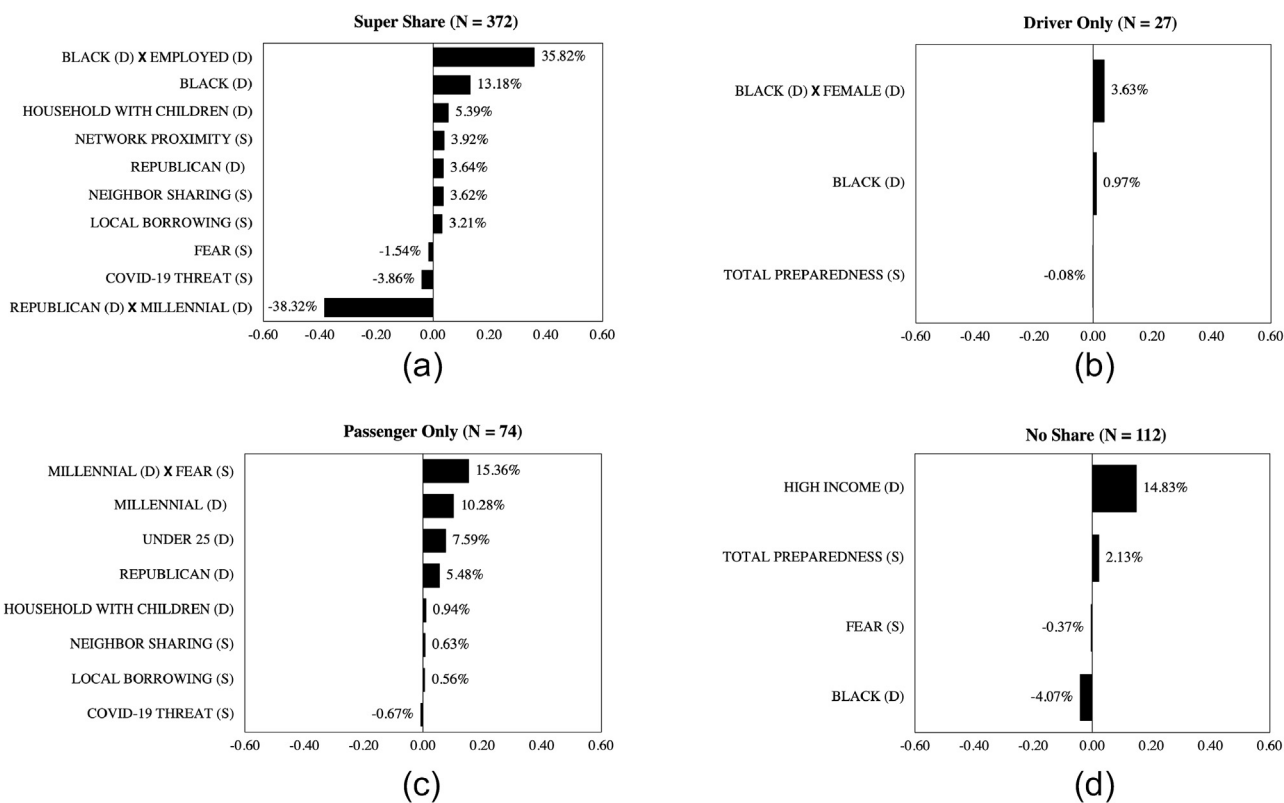 Super Share (N = 372)
BLACK (D) X EMPLOYED (D) 35.82%
BLACK (D) 13.18%
HOUSEHOLD WITH CHILDREN (D) 5.39%
NETWORK PROXIMITY (S) 3.92%
REPUBLICAN (D) 3.64%
NEIGHBOR SHARING (S) 3.62%
LOCAL BORROWING (S) 3.21%
FEAR (S) -1.54%
COVID-19 THREAT (S) -3.86%
REPUBLICAN (D) X MILLENNIAL (D) -38.32%
-0.60 -0.40 -0.20 0.00 0.20 0.40 0.60
(a)
Driver Only (N = 27)
BLACK (D) X FEMALE (D) 3.63%
BLACK (D) 0.97%
TOTAL PREPAREDNESS (S) -0.08%
-0.60 -0.40 -0.20 0.00 0.20 0.40 0.60
(b)
Passenger Only (N = 74)
MILLENNIAL (D) X FEAR (S) 15.36%
MILLENNIAL (D) 10.28%
UNDER 25 (D) 7.59%
REPUBLICAN (D) 5.48%
HOUSEHOLD WITH CHILDREN (D) 0.94%
NEIGHBOR SHARING (S) 0.63%
LOCAL BORROWING (S) 0.56%
COVID-19 THREAT (S) -0.67%
-0.60 -0.40 -0.20 0.00 0.20 0.40 0.60
(c)
No Share (N = 112)
HIGH INCOME (D) 14.83%
TOTAL PREPAREDNESS (S) 2.13%
FEAR (S) -0.37%
BLACK (D) -4.07%
-0.60 -0.40 -0.20 0.00 0.20 0.40 0.60
(d)